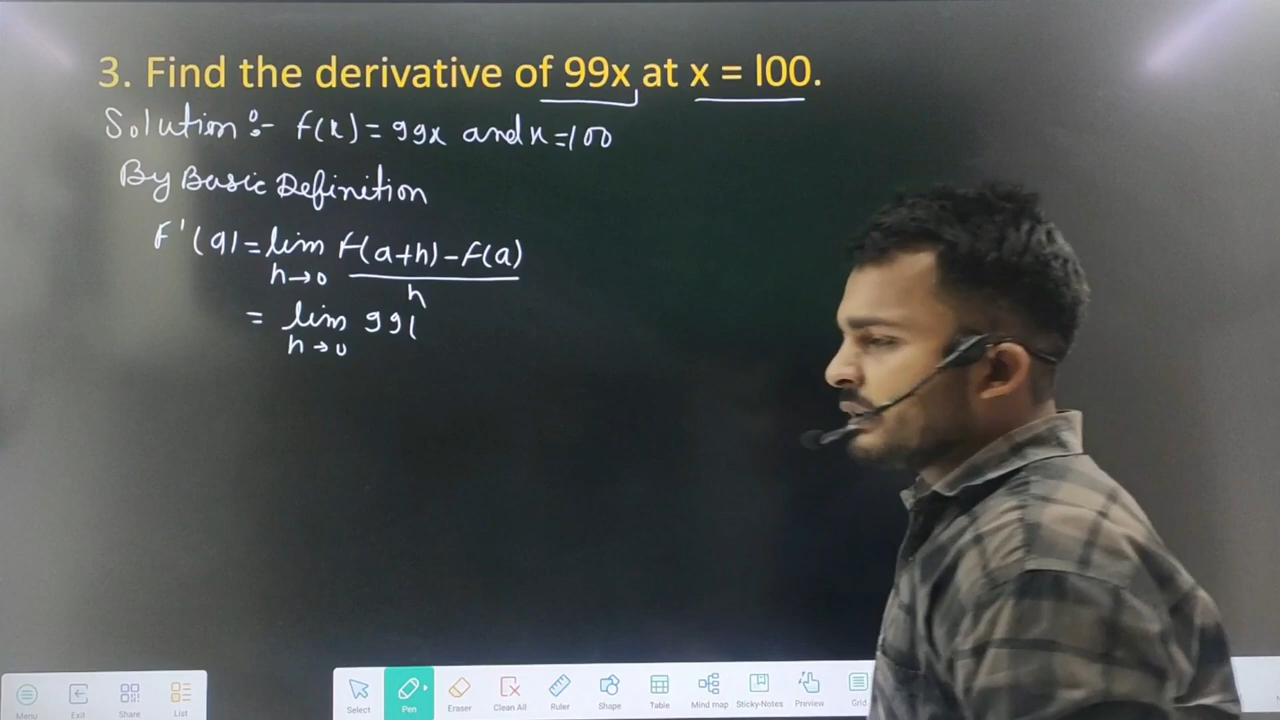 3. Find the derivative of 99x at x = 100.
Solution :- f(x) = 99x and x=100
By Basic Definition
F'(a) = lim f(a+h)-f(a)
h→0 h
= lim 99(
h→0
Menu Exit Share List Select Pen Eraser Clean All Ruler Shape Table Mind map Sticky-Notes Preview Grid